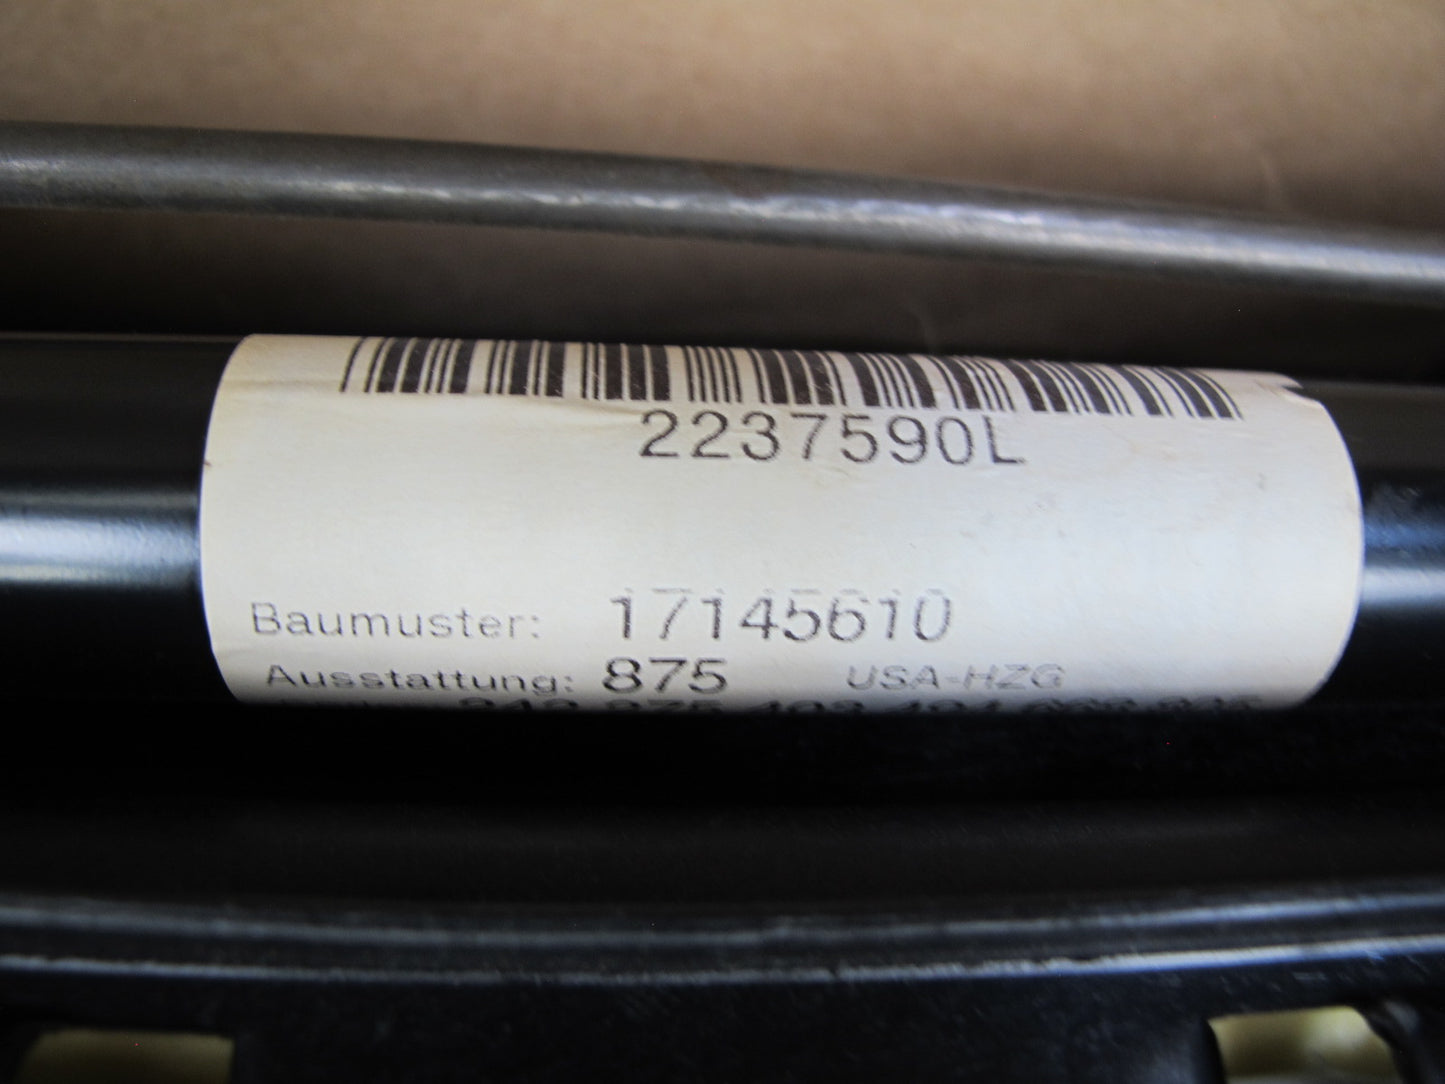 2237590L
Baumuster: 17145610
Ausstattung: 875 USA-HZG